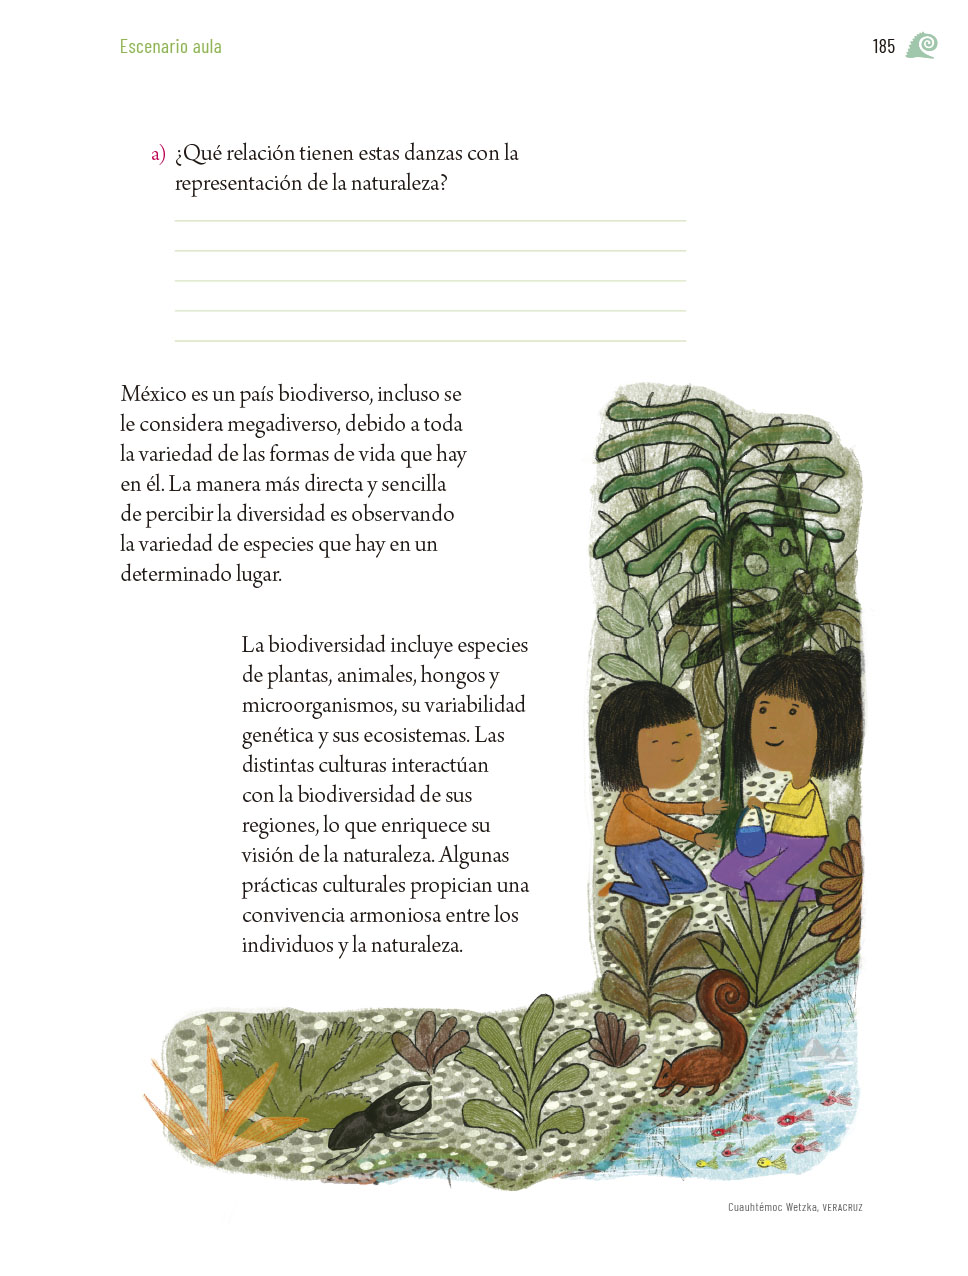 Escenario aula
185
a) ¿Qué relación tienen estas danzas con la
representación de la naturaleza?
México es un país biodiverso, incluso se
le considera megadiverso, debido a toda
la variedad de las formas de vida que hay
en él. La manera más directa y sencilla
de percibir la diversidad es observando
la variedad de especies que hay en un
determinado lugar.
La biodiversidad incluye especies
de plantas, animales, hongos y
microorganismos, su variabilidad
genética y sus ecosistemas. Las
distintas culturas interactúan
con la biodiversidad de sus
regiones, lo que enriquece su
visión de la naturaleza. Algunas
prácticas culturales propician una
convivencia armoniosa entre los
individuos y la naturaleza.
Cuauhtémoc Wetzka, VERACRUZ